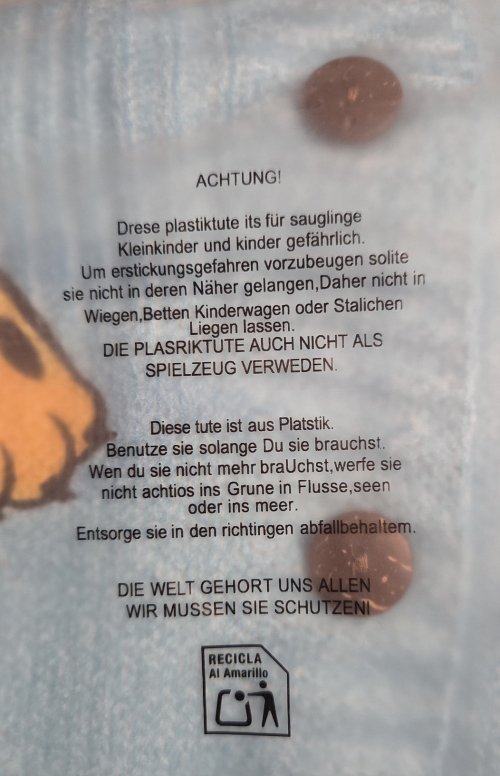 ACHTUNG!
Drese plastiktute its für sauglinge
Kleinkinder und kinder gefährlich.
Um erstickungsgefahren vorzubeugen solite
sie nicht in deren Näher gelangen,Daher nicht in
Wiegen,Betten Kinderwagen oder Stalichen
Liegen lassen.
DIE PLASRIKTUTE AUCH NICHT ALS
SPIELZEUG VERWEDEN.
Diese tute ist aus Platstik.
Benutze sie solange Du sie brauchst.
Wen du sie nicht mehr braUchst,werfe sie
nicht achtios ins Grune in Flusse,seen
oder ins meer.
Entsorge sie in den richtingen abfallbehaltem.
DIE WELT GEHORT UNS ALLEN
WIR MUSSEN SIE SCHUTZENI
RECICLA
Al Amarillo